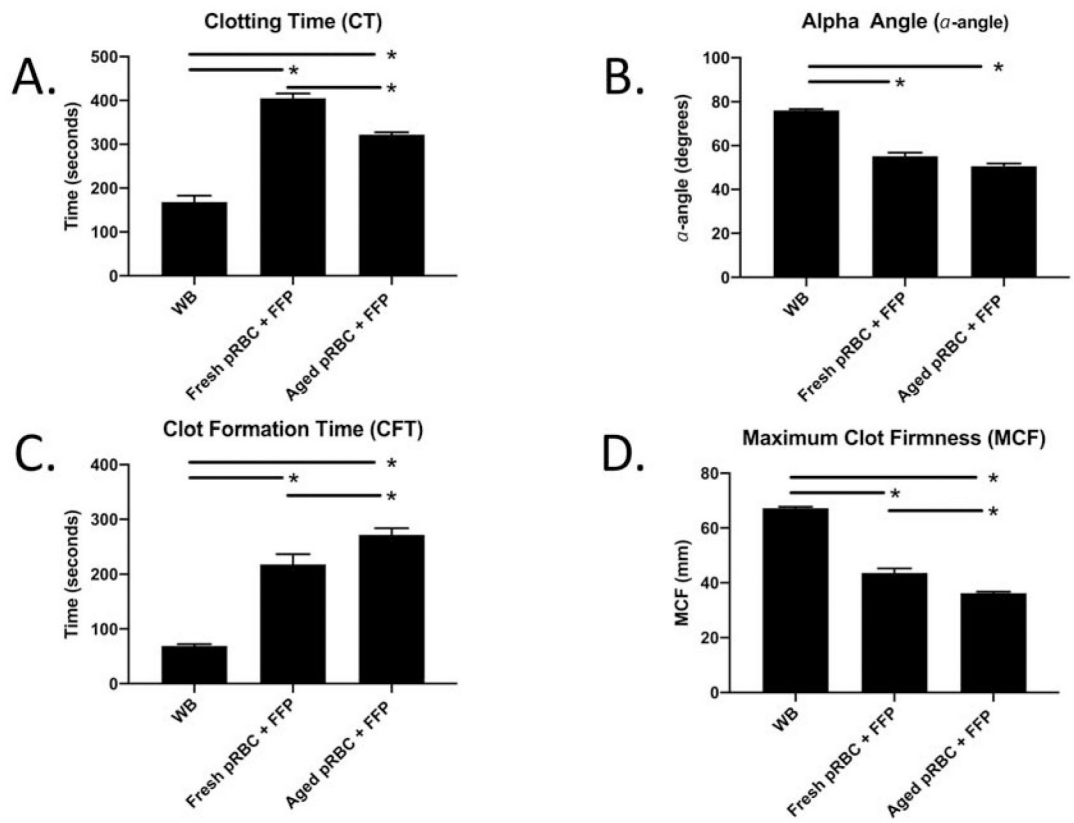 A.
Clotting Time (CT)
Time (seconds)
500
400
300
200
100
0
*
*
*
WB
Fresh pRBC + FFP
Aged pRBC + FFP
B.
Alpha Angle (α-angle)
α-angle (degrees)
100
80
60
40
20
0
*
*
WB
Fresh pRBC + FFP
Aged pRBC + FFP
C.
Clot Formation Time (CFT)
Time (seconds)
400
300
200
100
0
*
*
*
WB
Fresh pRBC + FFP
Aged pRBC + FFP
D.
Maximum Clot Firmness (MCF)
MCF (mm)
80
60
40
20
0
*
*
*
WB
Fresh pRBC + FFP
Aged pRBC + FFP